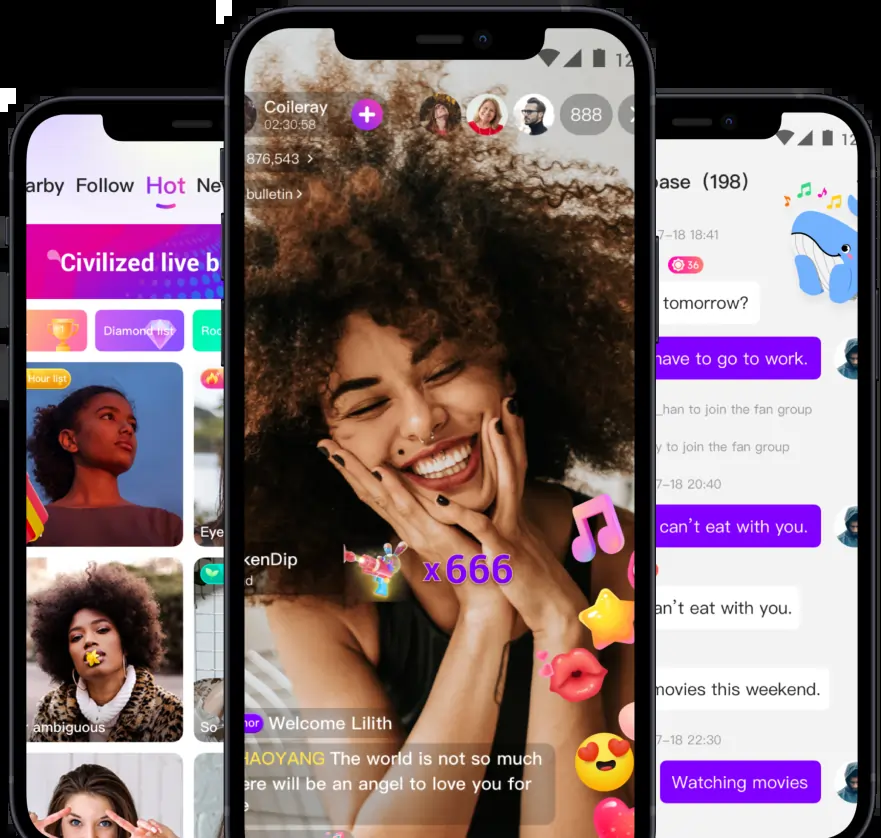 arby Follow Hot Ne
Civilized live b
#1
Diamond list
Roc
Hour list
Eye
ambiguous
So
Coileray
02:30:58
888
876,543 >
bulletin >
kenDip
d
x666
nor Welcome Lilith
HAOYANG The world is not so much
ere will be an angel to love you for
e
12
base (198)
7-18 18:41
36
tomorrow?
have to go to work.
_han to join the fan group
y to join the fan group
7-18 20:40
can't eat with you.
an't eat with you.
movies this weekend.
7-18 22:30
Watching movies